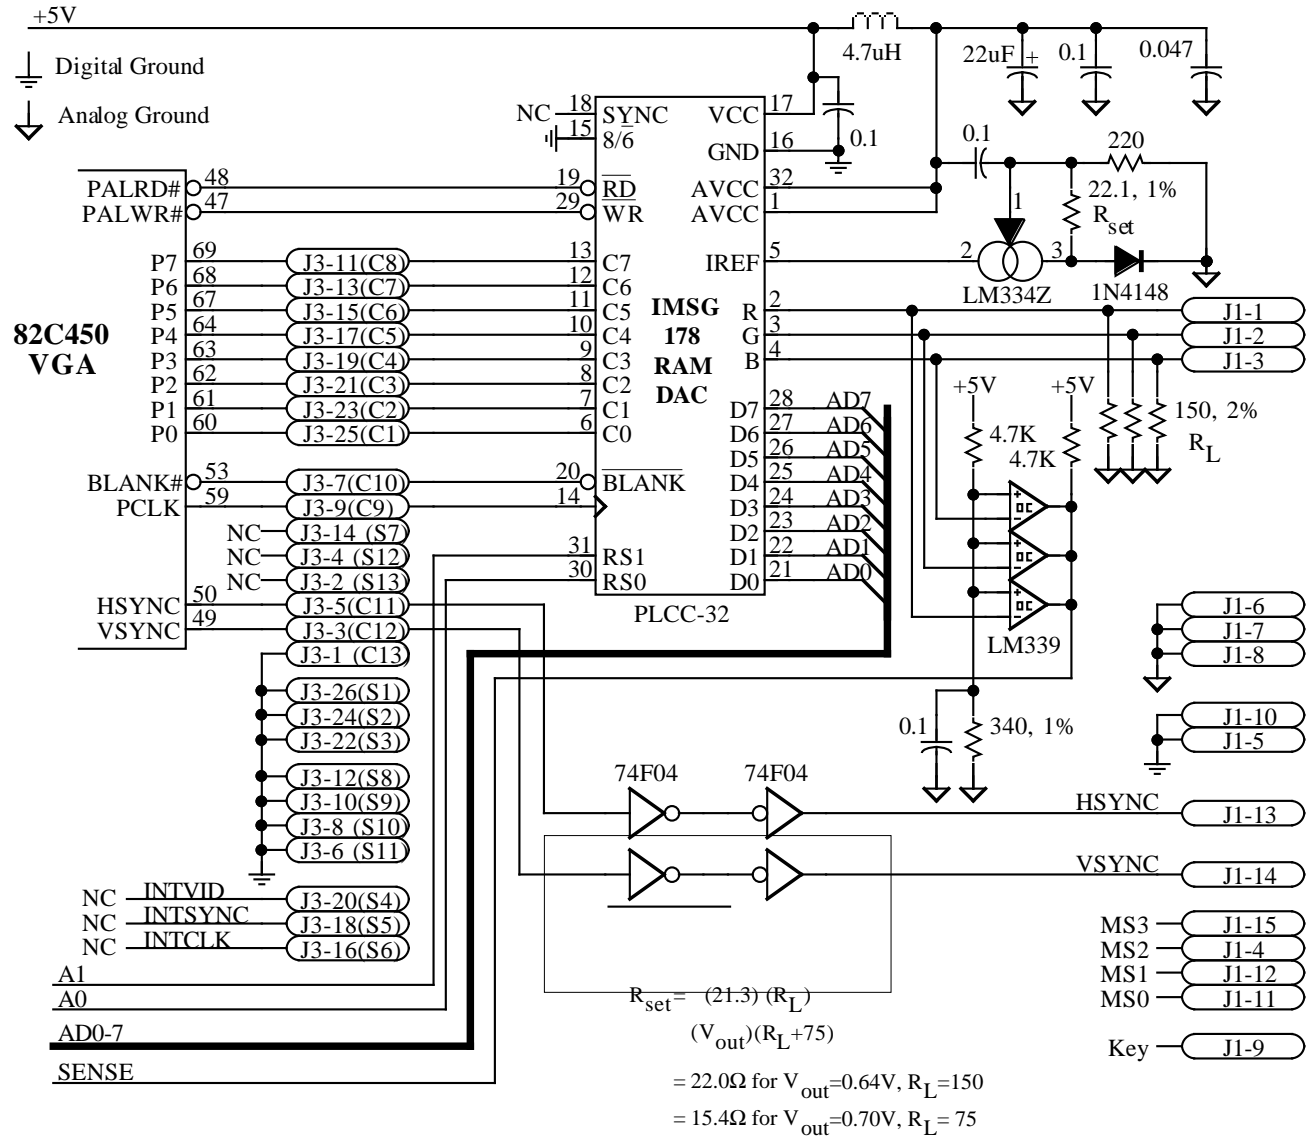 +5V
Digital Ground
Analog Ground
4.7uH
22uF +
0.1
0.047
NC 18 SYNC
15 8/6
VCC 17
0.1
GND 16
AVCC 32
AVCC 1
0.1
220
22.1, 1%
Rset
1
PALRD# 48
19 RD
PALWR# 47
29 WR
P7 69 J3-11(C8) 13 C7
P6 68 J3-13(C7) 12 C6
P5 67 J3-15(C6) 11 C5
P4 64 J3-17(C5) 10 C4
P3 63 J3-19(C4) 9 C3
P2 62 J3-21(C3) 8 C2
P1 61 J3-23(C2) 7 C1
P0 60 J3-25(C1) 6 C0
82C450
VGA
IMSG
178
RAM
DAC
IREF 5
2 3
LM334Z
1N4148
R 2 J1-1
G 3 J1-2
B 4 J1-3
+5V +5V
4.7K
4.7K
150, 2%
RL
D7 28 AD7
D6 27 AD6
D5 26 AD5
D4 25 AD4
D3 24 AD3
D2 23 AD2
D1 22 AD1
D0 21 AD0
BLANK# 53 J3-7(C10) 20 BLANK
PCLK 59 J3-9(C9) 14
NC J3-14 (S7)
NC J3-4 (S12)
NC J3-2 (S13)
31 RS1
30 RS0
PLCC-32
HSYNC 50 J3-5(C11)
VSYNC 49 J3-3(C12)
J3-1 (C13
J3-26(S1)
J3-24(S2)
J3-22(S3)
J3-12(S8)
J3-10(S9)
J3-8 (S10)
J3-6 (S11)
+ OC -
+ -
+ OC -
LM339
J1-6
J1-7
J1-8
J1-10
J1-5
0.1
340, 1%
74F04 74F04
HSYNC J1-13
VSYNC J1-14
NC INTVID J3-20(S4)
NC INTSYNC J3-18(S5)
NC INTCLK J3-16(S6)
MS3 J1-15
MS2 J1-4
MS1 J1-12
MS0 J1-11
Key J1-9
A1
A0
AD0-7
SENSE
Rset= (21.3) (RL)
(Vout)(RL+75)
= 22.0Ω for Vout=0.64V, RL=150
= 15.4Ω for Vout=0.70V, RL= 75